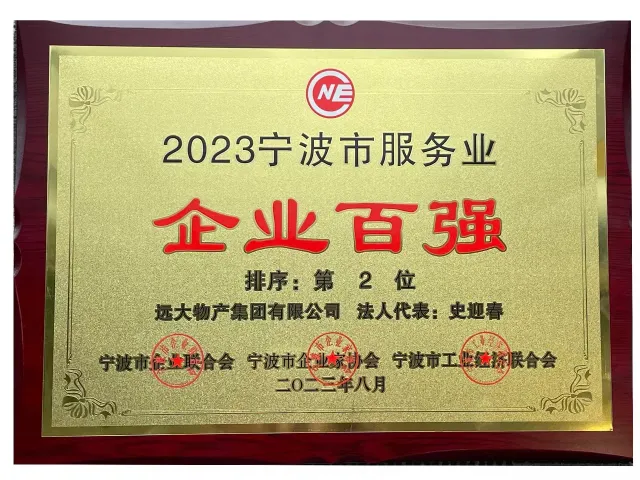 NE
2023宁波市服务业
企业百强
排序：第 2 位
远大物产集团有限公司 法人代表：史迎春
宁波市企业联合会 宁波市企业家协会 宁波市工业经济联合会
二〇二三年八月